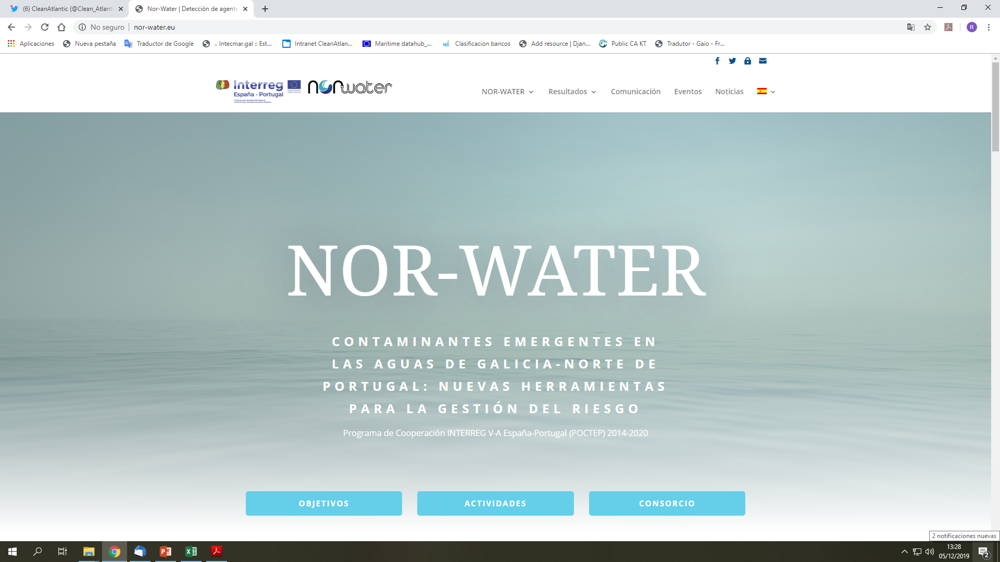 (6) CleanAtlantic (@Clean_Atlanti
Nor-Water | Detección de agente
No seguro
nor-water.eu
R
Aplicaciones
Nueva pestaña
Traductor de Google
.. Intecmar.gal :: Est...
Intranet CleanAtlan...
Maritime datahub_...
Clasificacion bancos
Add resource | Djan...
Public CA KT
Tradutor - Gaio - Fr...
Interreg
España - Portugal
norwater
NOR-WATER
Resultados
Comunicación
Eventos
Noticias
NOR-WATER
CONTAMINANTES EMERGENTES EN
LAS AGUAS DE GALICIA-NORTE DE
PORTUGAL: NUEVAS HERRAMIENTAS
PARA LA GESTIÓN DEL RIESGO
Programa de Cooperación INTERREG V-A España-Portugal (POCTEP) 2014-2020
OBJETIVOS
ACTIVIDADES
CONSORCIO
2 notificaciones nuevas
13:28
05/12/2019
2